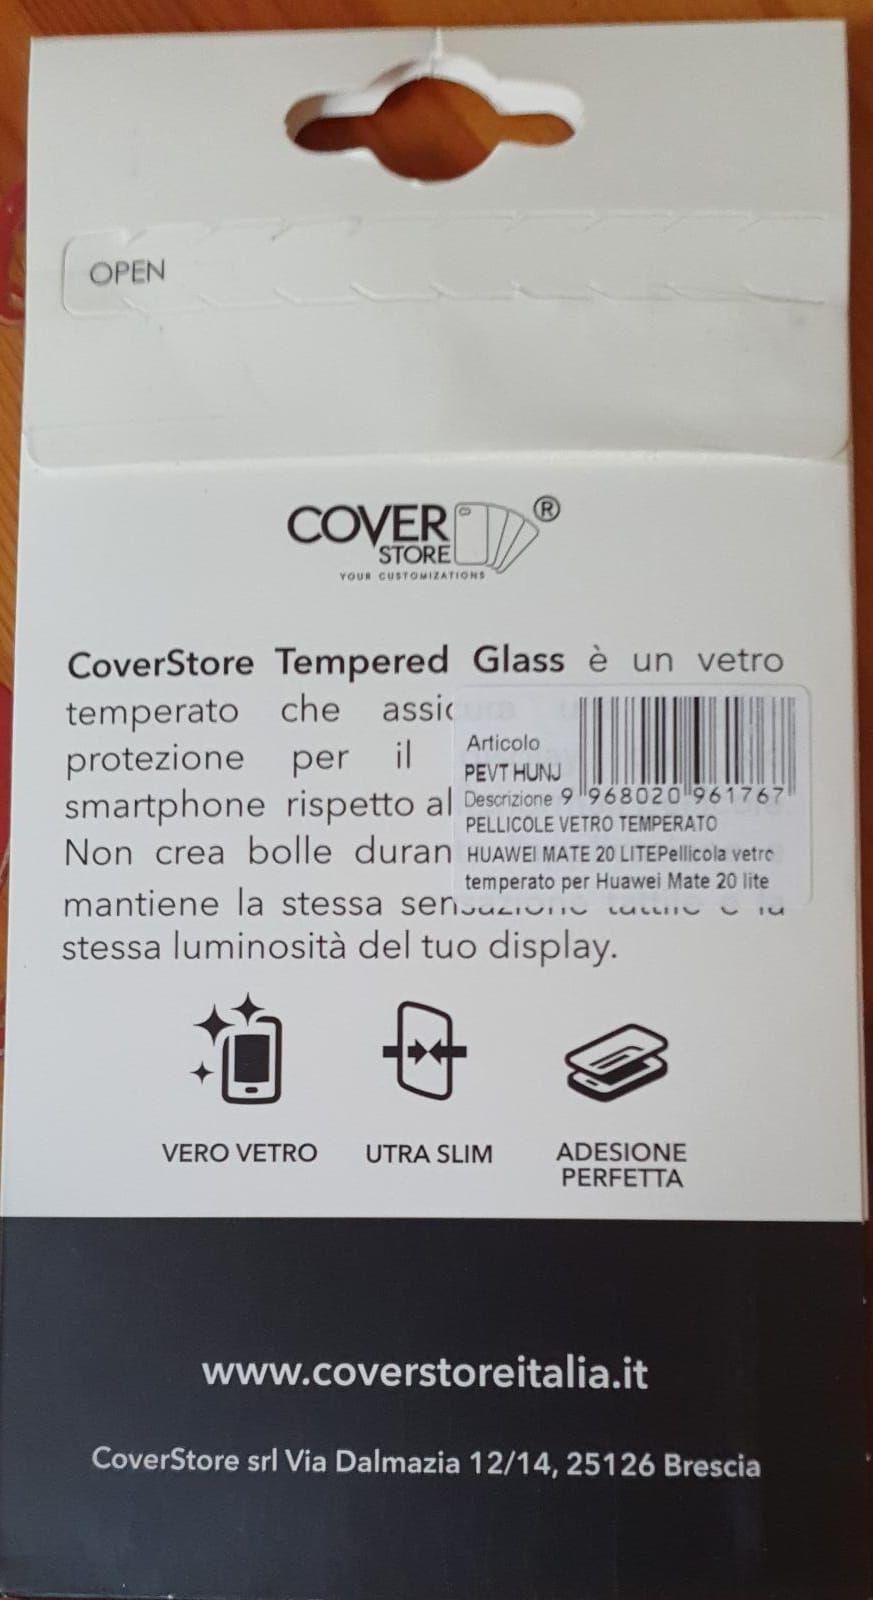 OPEN
COVER
STORE
®
YOUR CUSTOMIZATIONS
CoverStore Tempered Glass è un vetro
temperato che
protezione per il
smartphone rispetto al
Non crea bolle
mantiene la stessa sensazione tattile e la
stessa luminosità del tuo display.
Articolo
PEVT HUNJ
Descrizione 9 968020 961767
PELLICOLE VETRO TEMPERATO
HUAWEI MATE 20 LITEPellicola vetro
temperato per Huawei Mate 20 lite
VERO VETRO
UTRA SLIM
ADESIONE
PERFETTA
www.coverstoreitalia.it
CoverStore srl Via Dalmazia 12/14, 25126 Brescia